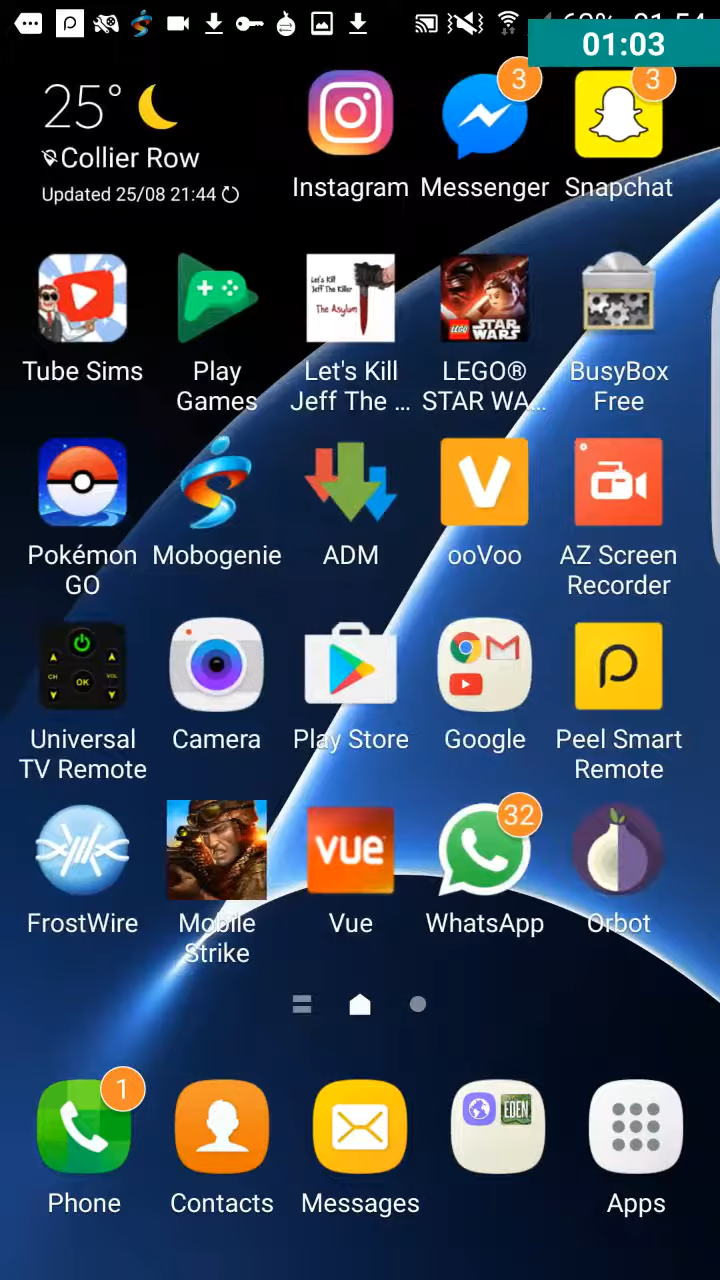 01:03
25°
Collier Row
Updated 25/08 21:44
3
3
Instagram
Messenger
Snapchat
Let's Kill
Jeff The Killer
The Asylum
LEGO
STAR WARS
Tube Sims
Play
Games
Let's Kill
Jeff The ...
LEGO®
STAR WA...
BusyBox
Free
Pokémon
GO
Mobogenie
ADM
ooVoo
AZ Screen
Recorder
CH
OK
VOL
Universal
TV Remote
Camera
Play Store
Google
Peel Smart
Remote
vue
32
FrostWire
Mobile
Strike
Vue
WhatsApp
Orbot
1
EDEN
Phone
Contacts
Messages
Apps